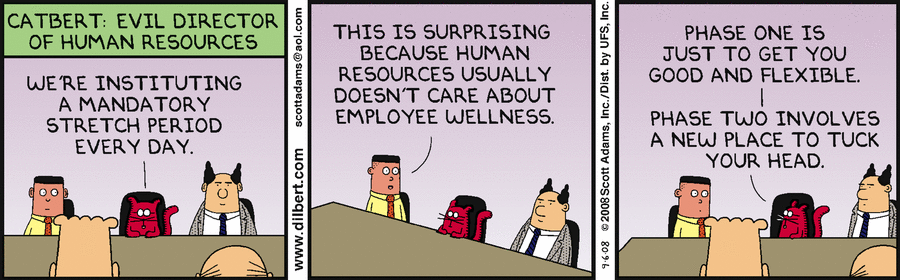 CATBERT: EVIL DIRECTOR
OF HUMAN RESOURCES
WE'RE INSTITUTING
A MANDATORY
STRETCH PERIOD
EVERY DAY.
www.dilbert.com
scottadams@aol.com
THIS IS SURPRISING
BECAUSE HUMAN
RESOURCES USUALLY
DOESN'T CARE ABOUT
EMPLOYEE WELLNESS.
9-6-08 © 2008 Scott Adams, Inc./Dist. by UFS, Inc.
PHASE ONE IS
JUST TO GET YOU
GOOD AND FLEXIBLE.
PHASE TWO INVOLVES
A NEW PLACE TO TUCK
YOUR HEAD.